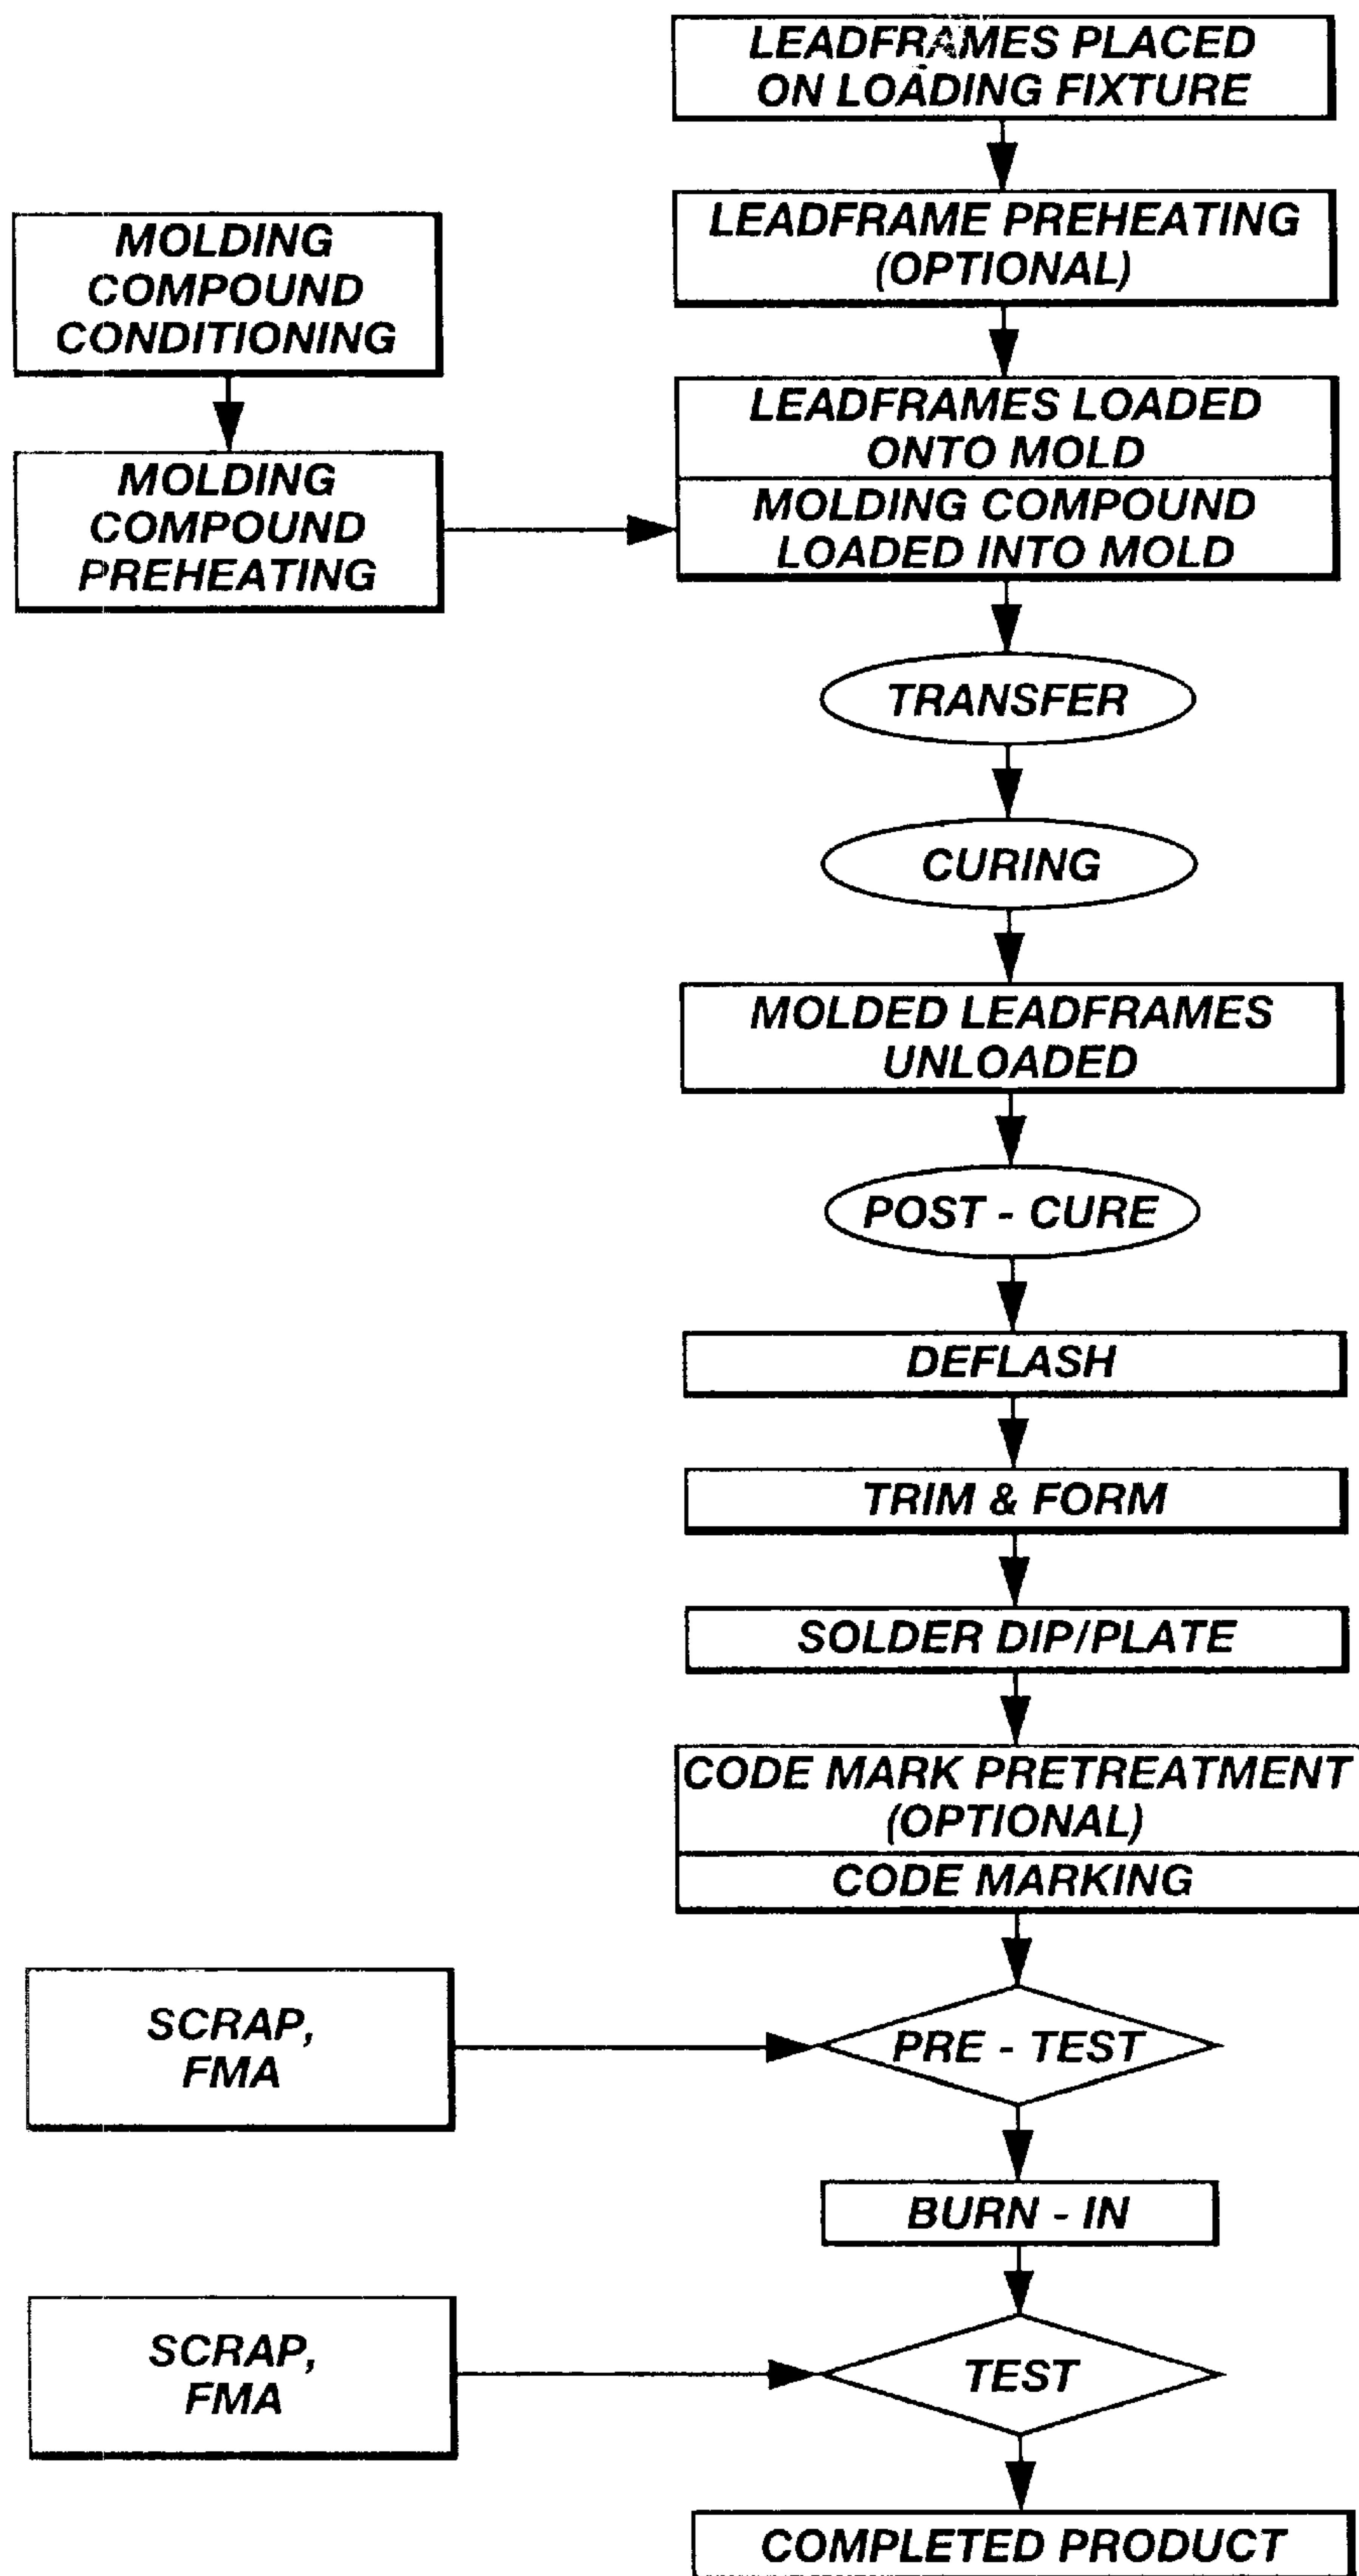 LEADFRAMES PLACED
ON LOADING FIXTURE
LEADFRAME PREHEATING
(OPTIONAL)
MOLDING
COMPOUND
CONDITIONING
MOLDING
COMPOUND
PREHEATING
LEADFRAMES LOADED
ONTO MOLD
MOLDING COMPOUND
LOADED INTO MOLD
TRANSFER
CURING
MOLDED LEADFRAMES
UNLOADED
POST - CURE
DEFLASH
TRIM & FORM
SOLDER DIP/PLATE
CODE MARK PRETREATMENT
(OPTIONAL)
CODE MARKING
SCRAP,
FMA
PRE - TEST
BURN - IN
SCRAP,
FMA
TEST
COMPLETED PRODUCT